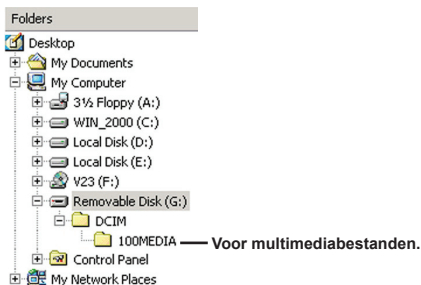 Folders
Desktop
My Documents
My Computer
3½ Floppy (A:)
WIN_2000 (C:)
Local Disk (D:)
Local Disk (E:)
V23 (F:)
Removable Disk (G:)
DCIM
100MEDIA Voor multimediabestanden.
Control Panel
My Network Places